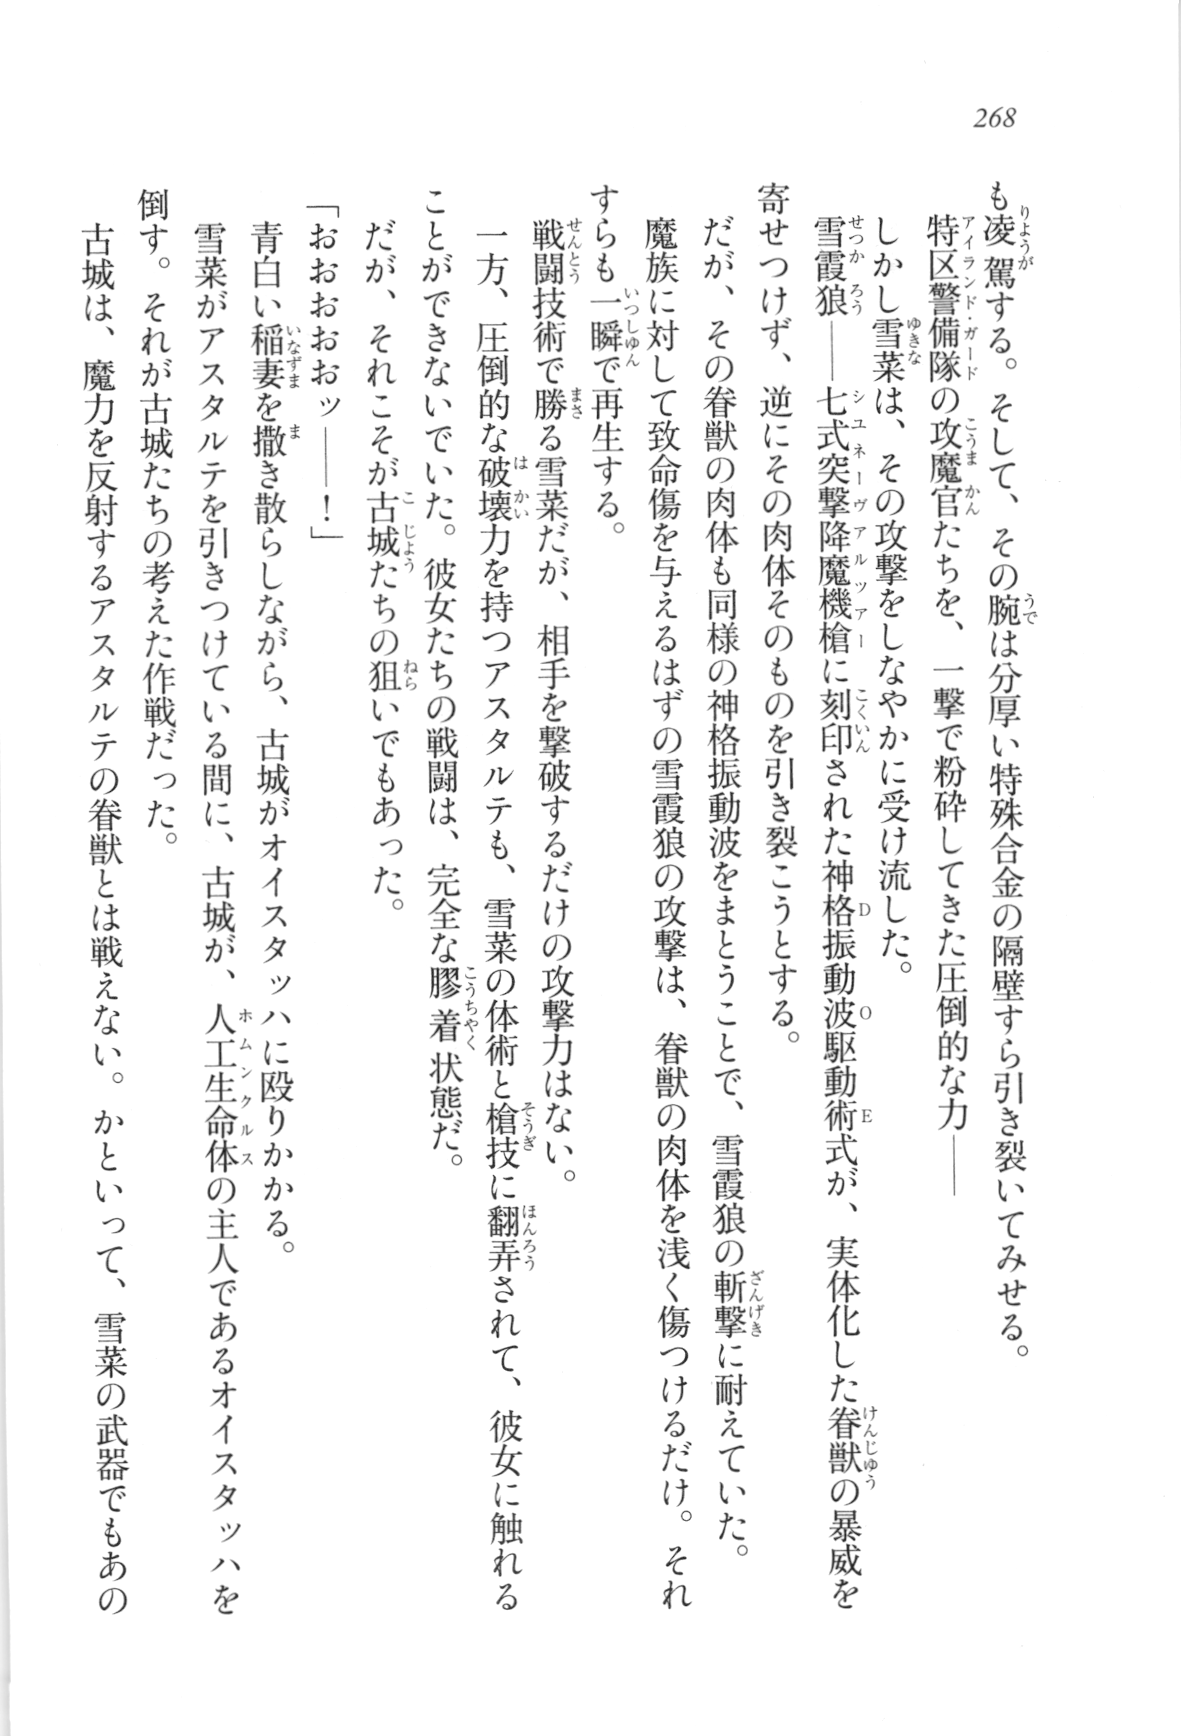 268
も凌駕する。そして、その腕は分厚い特殊合金の隔壁すら引き裂いてみせる。
特区警備隊の攻魔官たちを、一撃で粉砕してきた圧倒的な力――
しかし雪菜は、その攻撃をしなやかに受け流した。
雪霞狼――七式突撃降魔機槍に刻印された神格振動波駆動術式が、実体化した眷獣の暴威を
寄せつけず、逆にその肉体そのものを引き裂こうとする。
だが、その眷獣の肉体も同様の神格振動波をまとうことで、雪霞狼の斬撃に耐えていた。
魔族に対して致命傷を与えるはずの雪霞狼の攻撃は、眷獣の肉体を浅く傷つけるだけ。それ
すらも一瞬で再生する。
戦闘技術で勝る雪菜だが、相手を撃破するだけの攻撃力はない。
一方、圧倒的な破壊力を持つアスタルテも、雪菜の体術と槍技に翻弄されて、彼女に触れる
ことができないでいた。彼女たちの戦闘は、完全な膠着状態だ。
だが、それこそが古城たちの狙いでもあった。
「おおおおおッ――！」
青白い稲妻を撒き散らしながら、古城がオイスタッハに殴りかかる。
雪菜がアスタルテを引きつけている間に、古城が、人工生命体の主人であるオイスタッハを
倒す。それが古城たちの考えた作戦だった。
古城は、魔力を反射するアスタルテの眷獣とは戦えない。かといって、雪菜の武器でもあの